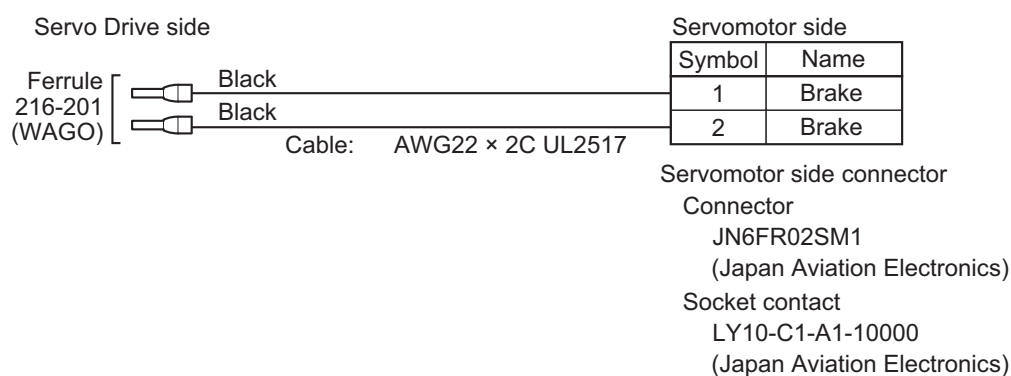 Servo Drive side
Servomotor side
Symbol Name
Ferrule
216-201
(WAGO)
Black
1 Brake
Black
2 Brake
Cable: AWG22 × 2C UL2517
Servomotor side connector
Connector
JN6FR02SM1
(Japan Aviation Electronics)
Socket contact
LY10-C1-A1-10000
(Japan Aviation Electronics)